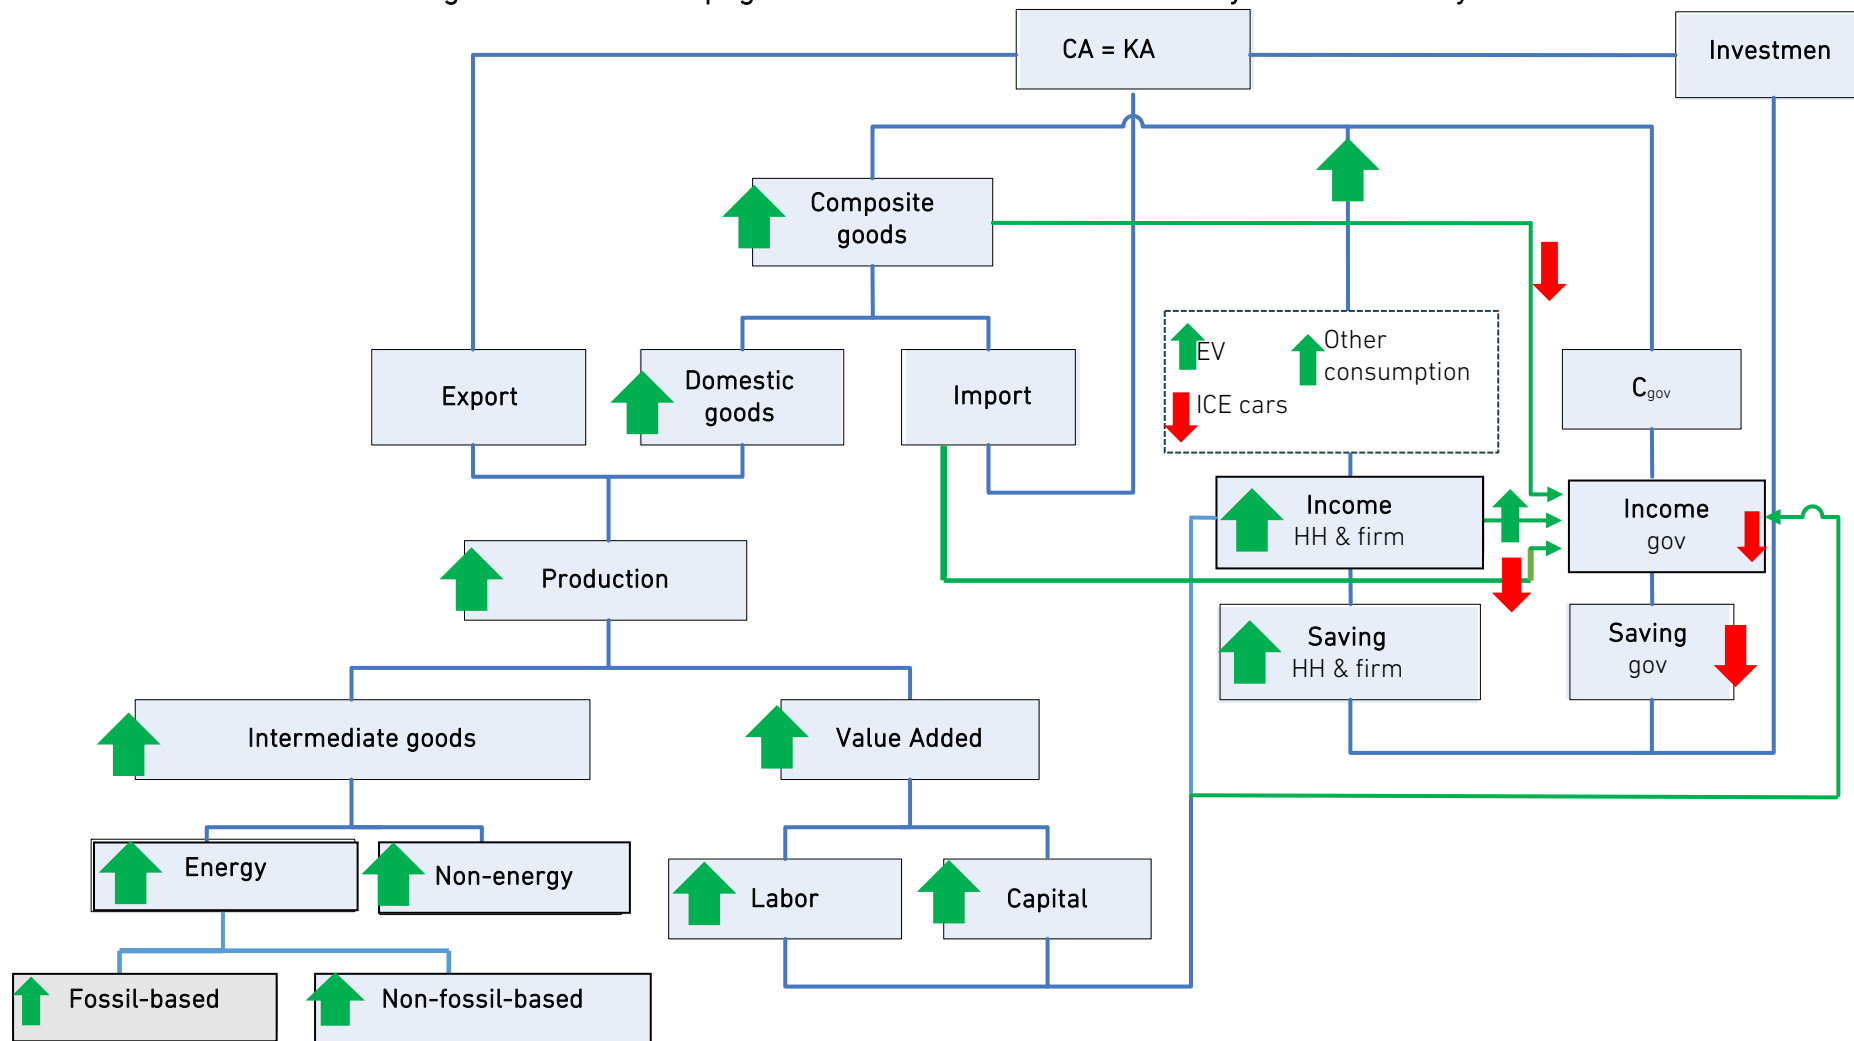 CA = KA
Investmen
Composite
goods
Other
consumption
EV
ICE cars
Export
Domestic
goods
Import
Cgov
Income
HH & firm
Income
gov
Production
Saving
HH & firm
Saving
gov
Intermediate goods
Value Added
Energy
Non-energy
Labor
Capital
Fossil-based
Non-fossil-based